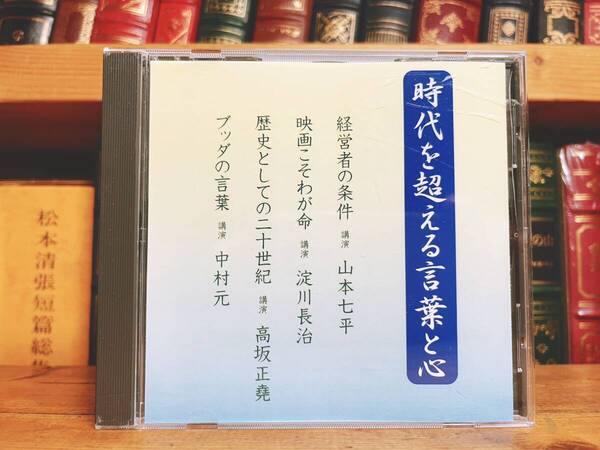 時代を超える言葉と心
経営者の条件 講演 山本七平
映画こそわが命 講演 淀川長治
歴史としての二十世紀 講演 高坂正堯
ブッダの言葉 講演 中村元
松本清張短篇総集